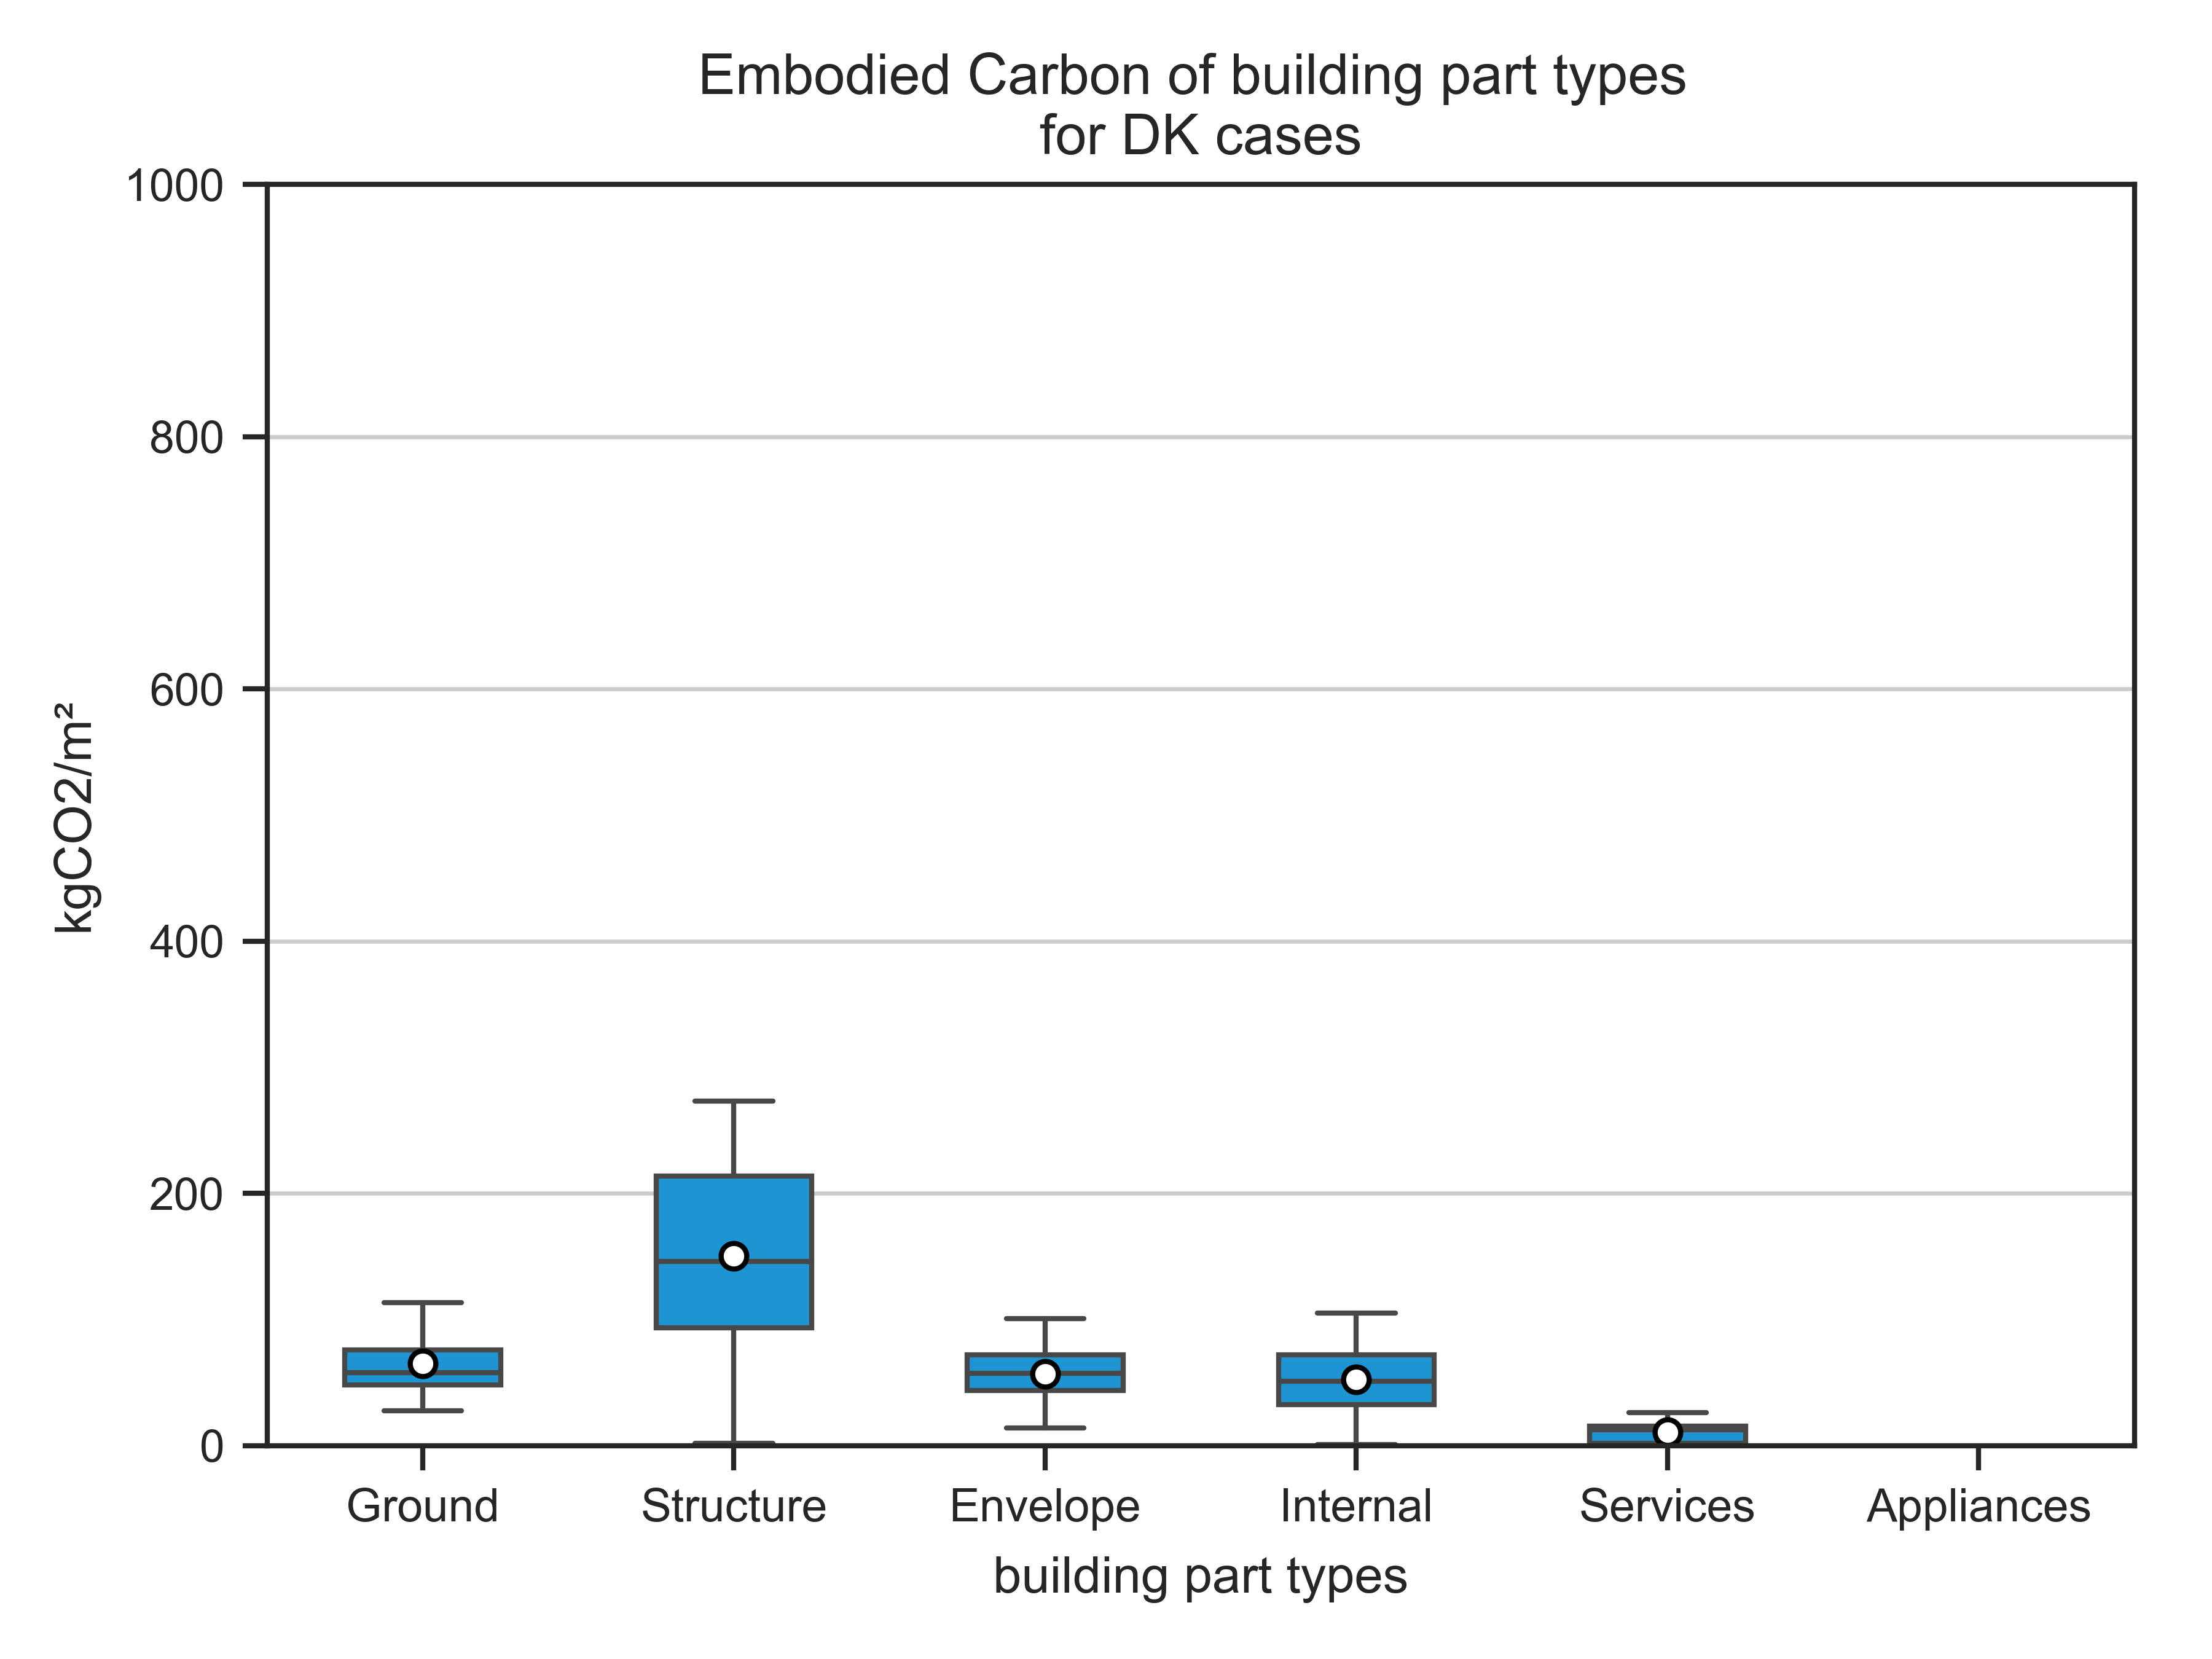 Embodied Carbon of building part types
for DK cases
1000
800
600
400
200
0
kgCO2/m²
Ground
Structure
Envelope
Internal
Services
Appliances
building part types